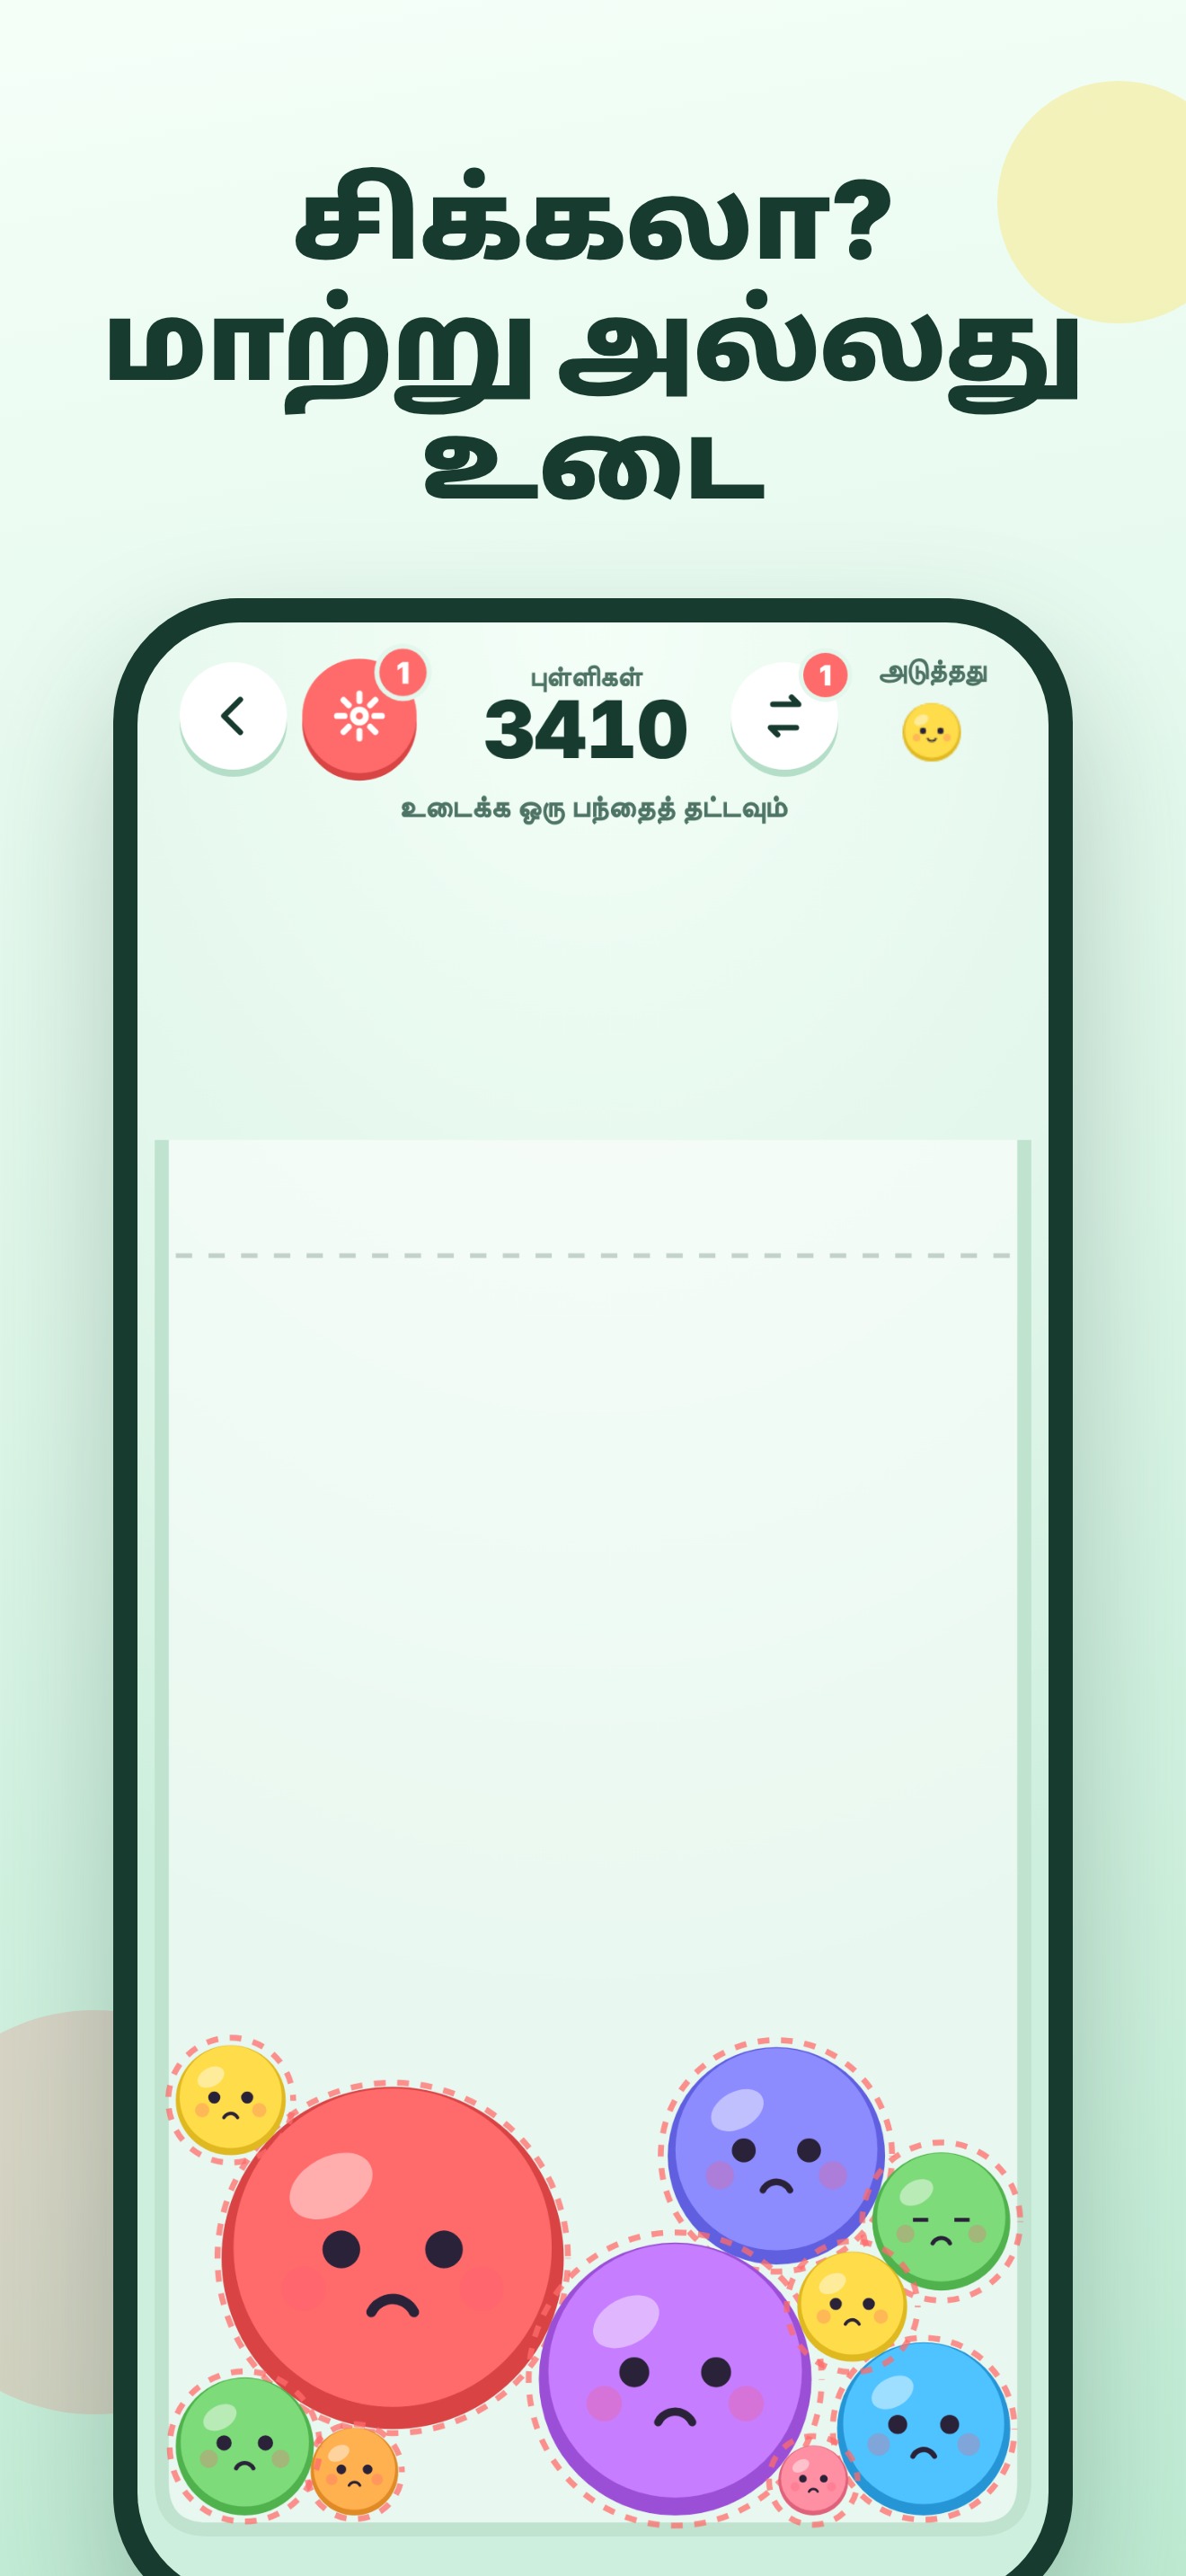 சிக்கலா?
மாற்று அல்லது
உடை
1
புள்ளிகள்
3410
1
அடுத்தது
உடைக்க ஒரு பந்தைத் தட்டவும்